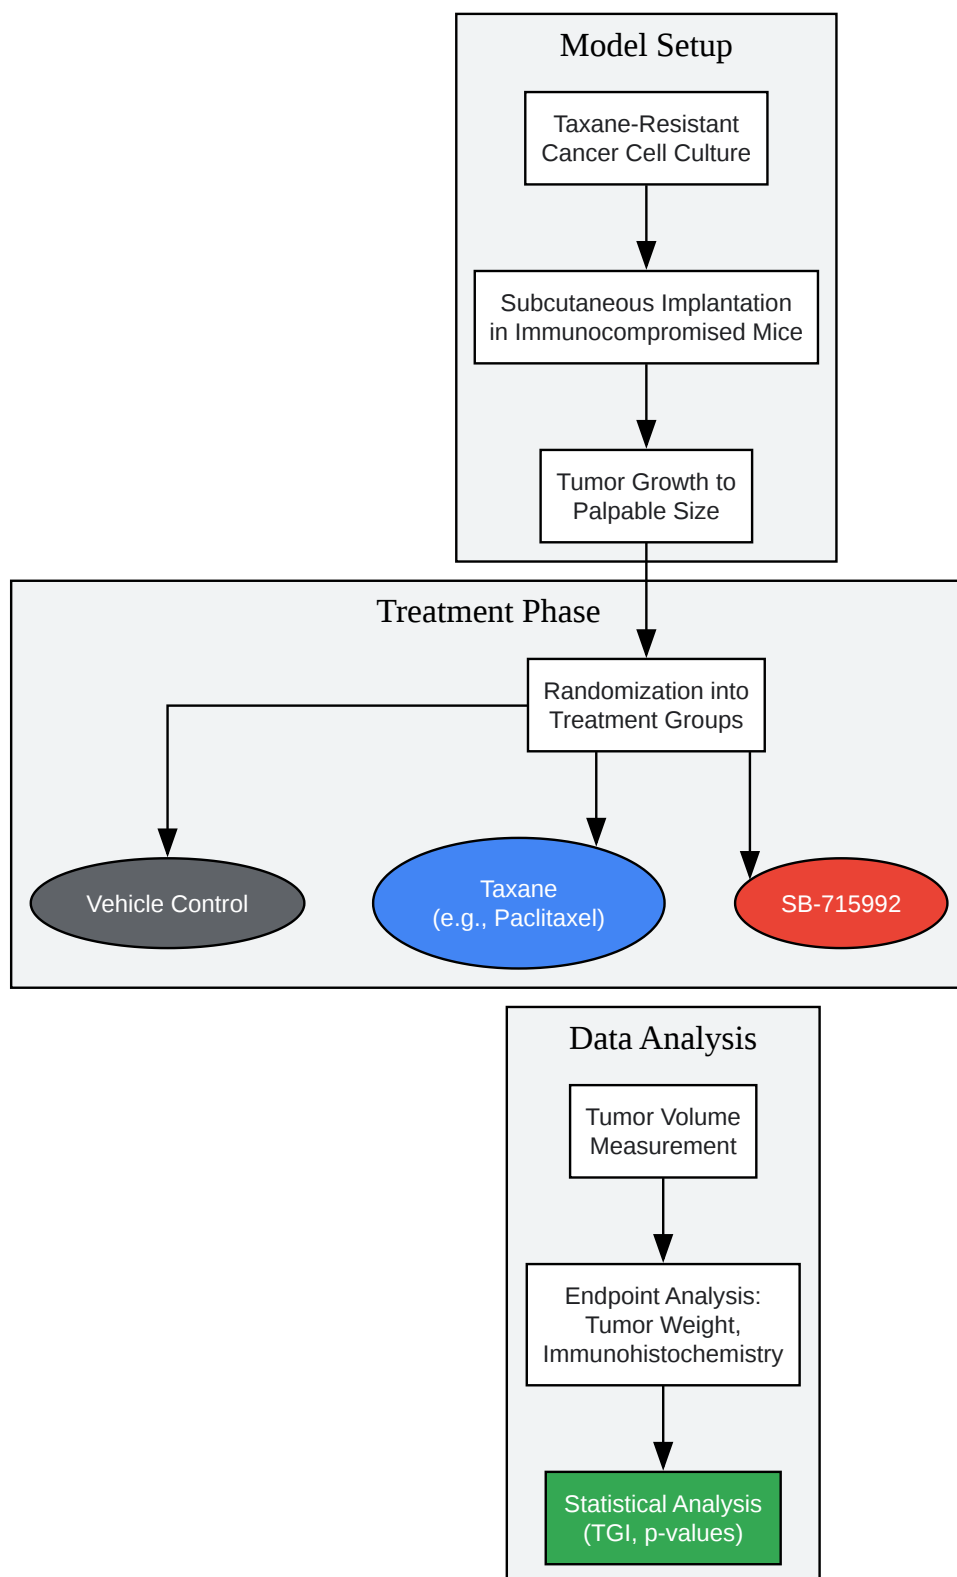 Model Setup
Taxane-Resistant
Cancer Cell Culture
Subcutaneous Implantation
in Immunocompromised Mice
Tumor Growth to
Palpable Size
Treatment Phase
Randomization into
Treatment Groups
Vehicle Control
Taxane
(e.g., Paclitaxel)
SB-715992
Data Analysis
Tumor Volume
Measurement
Endpoint Analysis:
Tumor Weight,
Immunohistochemistry
Statistical Analysis
(TGI, p-values)